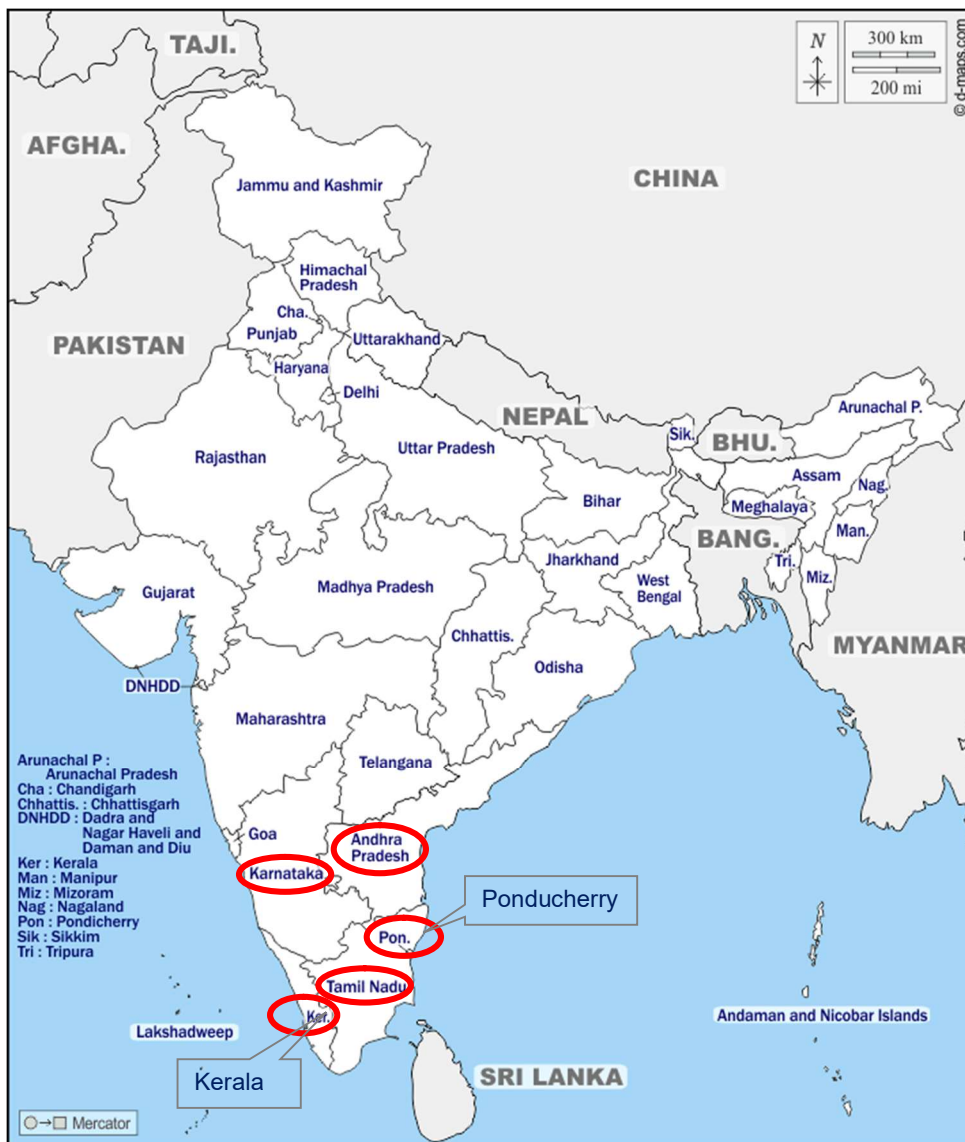 TAJI.
N
300 km
200 mi
© d-maps.com
AFGHA.
CHINA
Jammu and Kashmir
Himachal
Pradesh
Cha.
Punjab
Uttarakhand
PAKISTAN
Haryana
Delhi
NEPAL
Arunachal P.
Sik.
BHU.
Rajasthan
Uttar Pradesh
Assam
Nag.
Bihar
Meghalaya
Man.
BANG.
Jharkhand
Tri.
Miz.
Gujarat
Madhya Pradesh
West
Bengal
Chhattis.
MYANMAR
Odisha
DNHDD
Maharashtra
Telangana
Arunachal P :
Arunachal Pradesh
Cha : Chandigarh
Chhattis. : Chhattisgarh
DNHDD : Dadra and
Nagar Haveli and
Daman and Diu
Ker : Kerala
Man : Manipur
Miz : Mizoram
Nag : Nagaland
Pon : Pondicherry
Sik : Sikkim
Tri : Tripura
Goa
Andhra
Pradesh
Karnataka
Ponducherry
Pon.
Tamil Nadu
Ker.
Lakshadweep
Andaman and Nicobar Islands
Kerala
SRI LANKA
Mercator